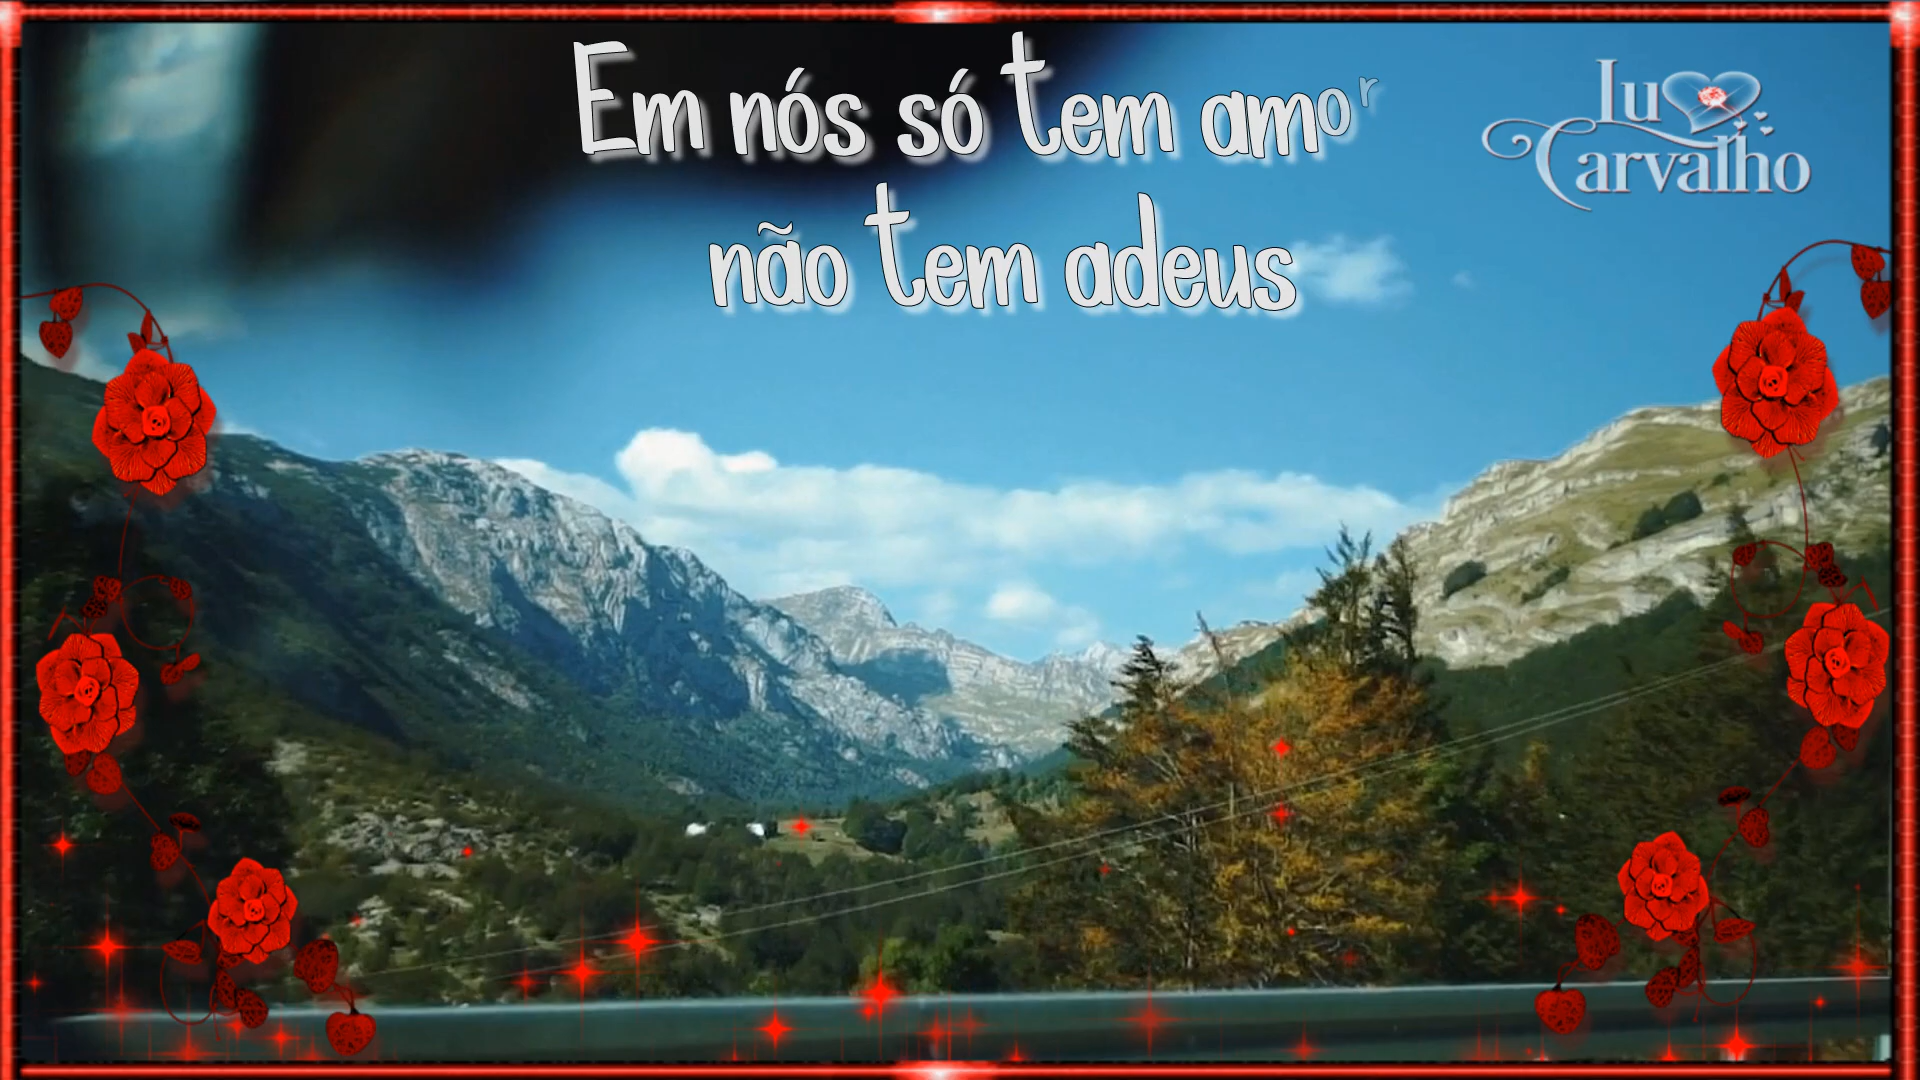 Em nós só tem amor
não tem adeus
Lu
Carvalho